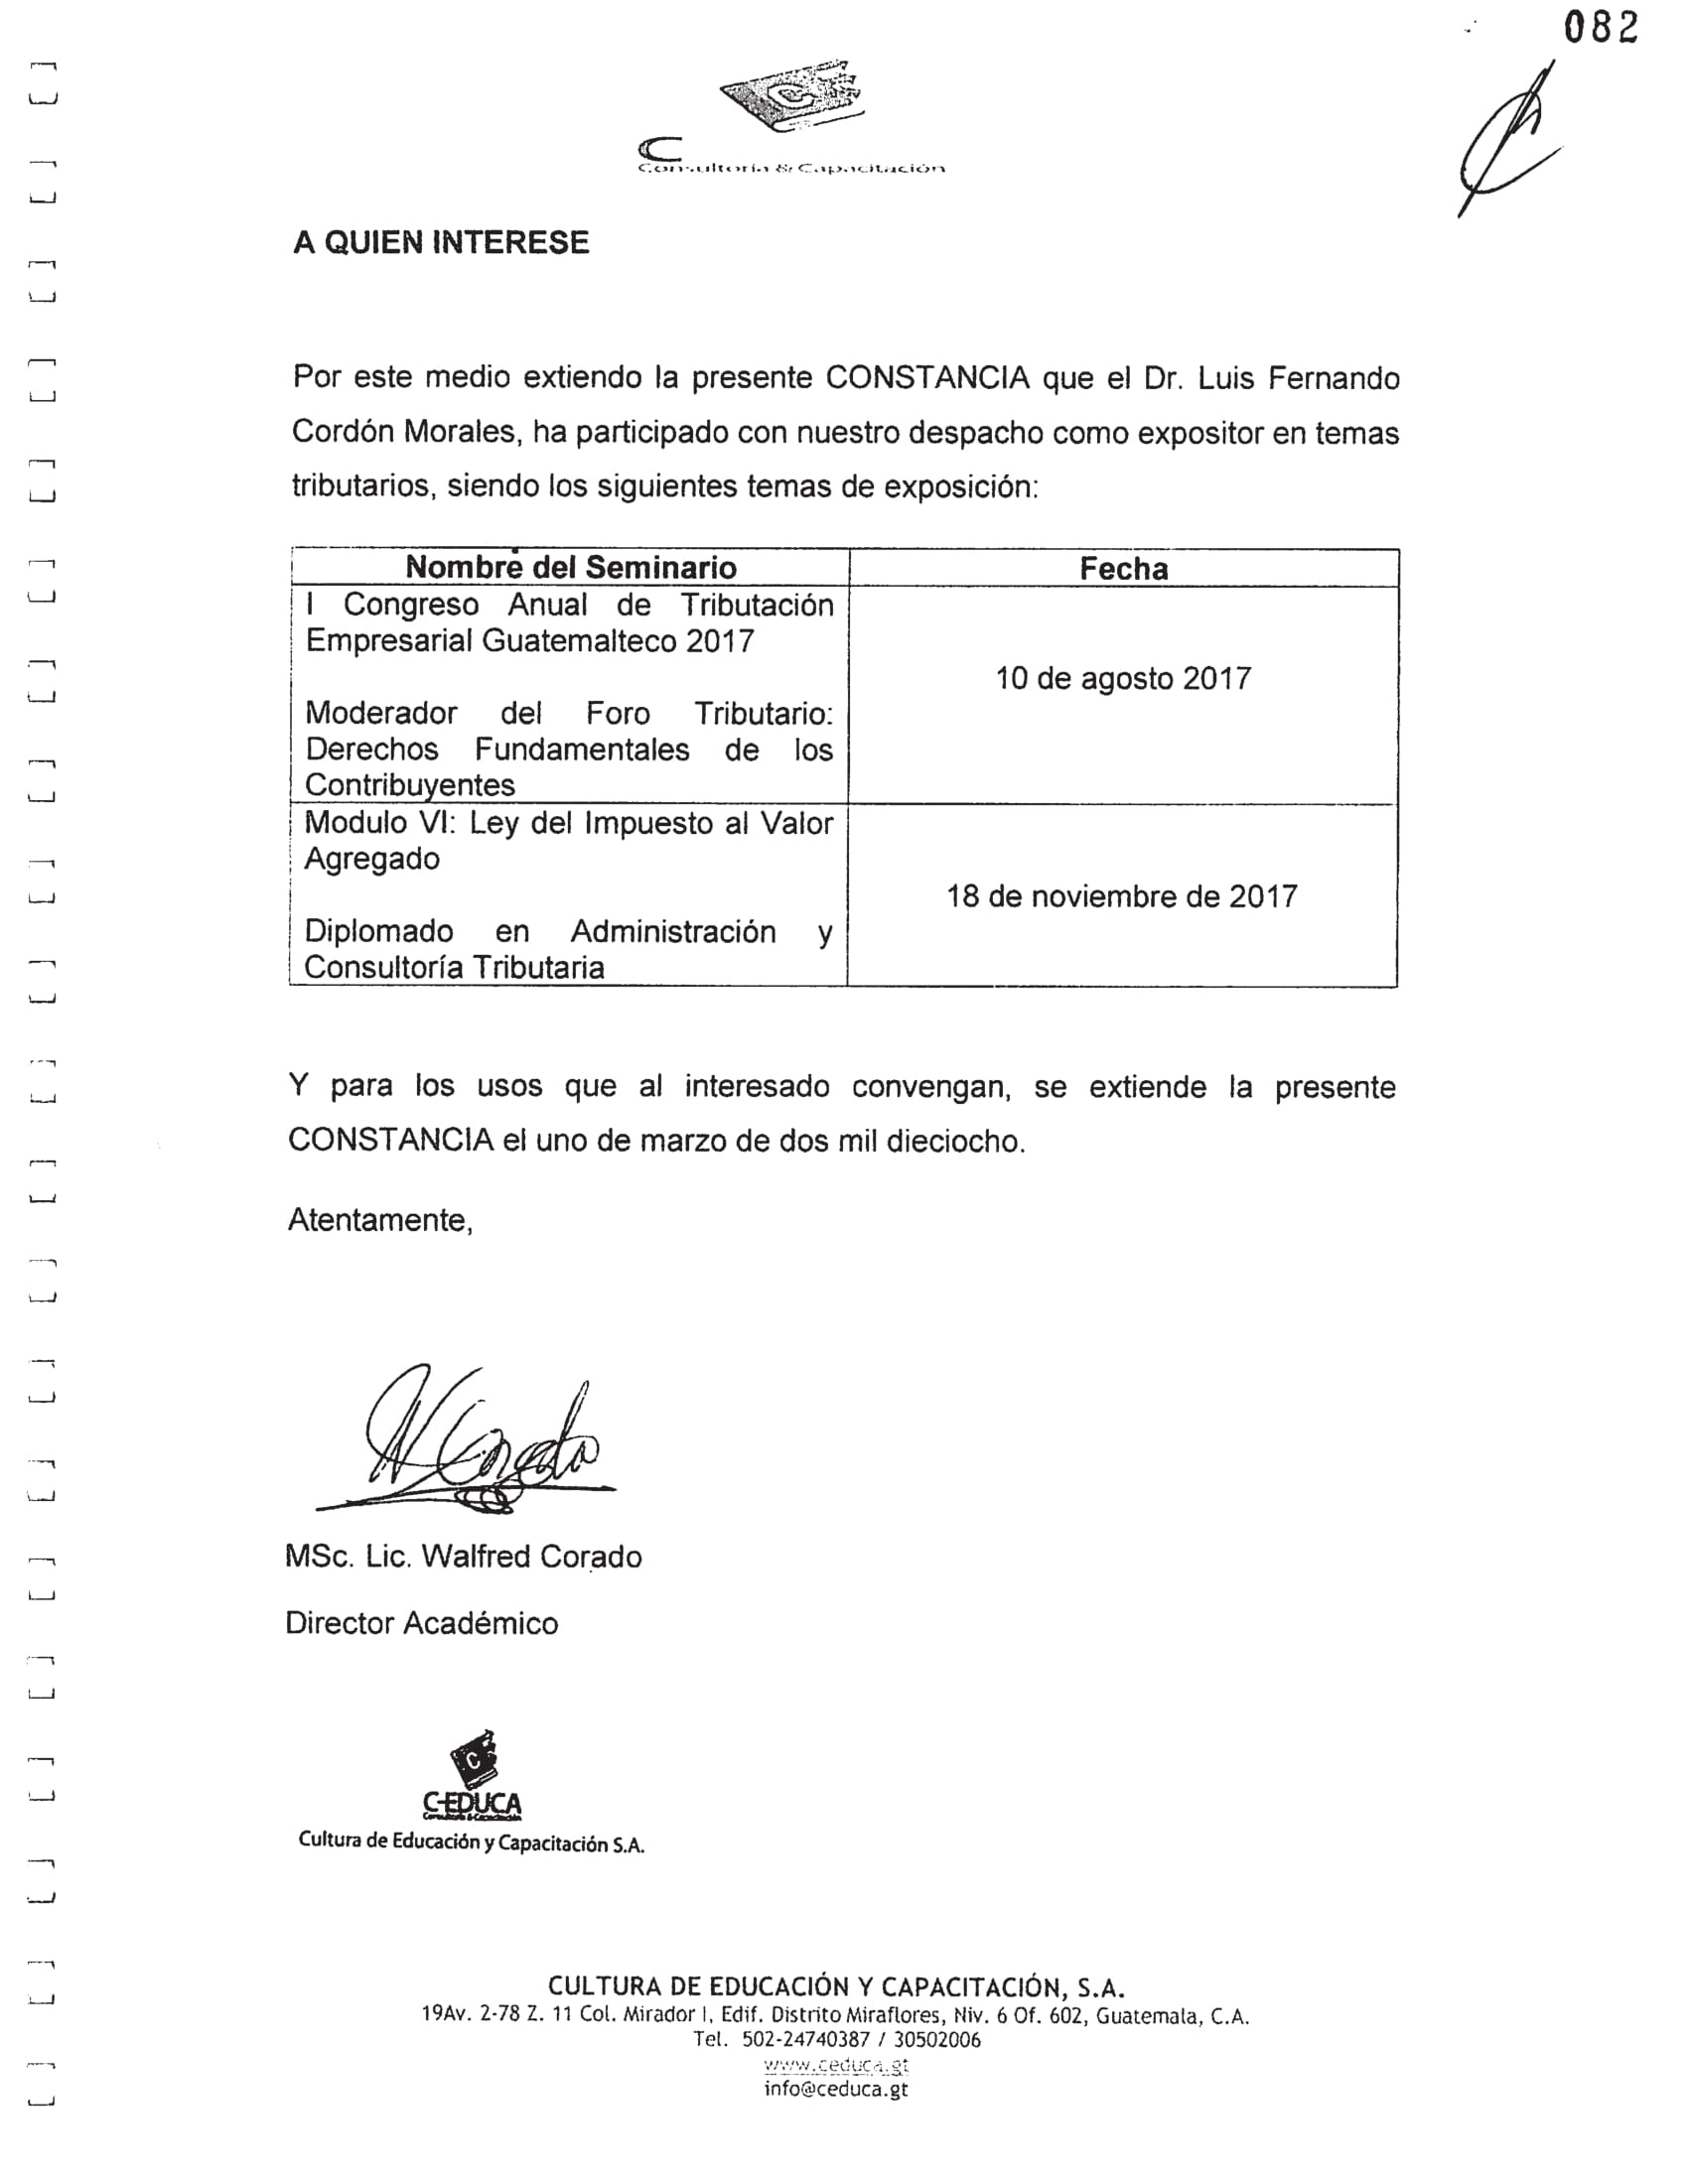 082
C
Consultoría & Capacitación
A QUIEN INTERESE
Por este medio extiendo la presente CONSTANCIA que el Dr. Luis Fernando
Cordón Morales, ha participado con nuestro despacho como expositor en temas
tributarios, siendo los siguientes temas de exposición:
Nombre del Seminario Fecha
I Congreso Anual de Tributación
Empresarial Guatemalteco 2017
10 de agosto 2017
Moderador del Foro Tributario:
Derechos Fundamentales de los
Contribuyentes
Modulo VI: Ley del Impuesto al Valor
Agregado
18 de noviembre de 2017
Diplomado en Administración y
Consultoría Tributaria
Y para los usos que al interesado convengan, se extiende la presente
CONSTANCIA el uno de marzo de dos mil dieciocho.
Atentamente,
MSc. Lic. Walfred Corado
Director Académico
C
C-EDUCA
Consultoría & Capacitación
Cultura de Educación y Capacitación S.A.
CULTURA DE EDUCACIÓN Y CAPACITACIÓN, S.A.
19Av. 2-78 Z. 11 Col. Mirador I, Edif. Distrito Miraflores, Niv. 6 Of. 602, Guatemala, C.A.
Tel. 502-24740387 / 30502006
www.ceduca.gt
info@ceduca.gt